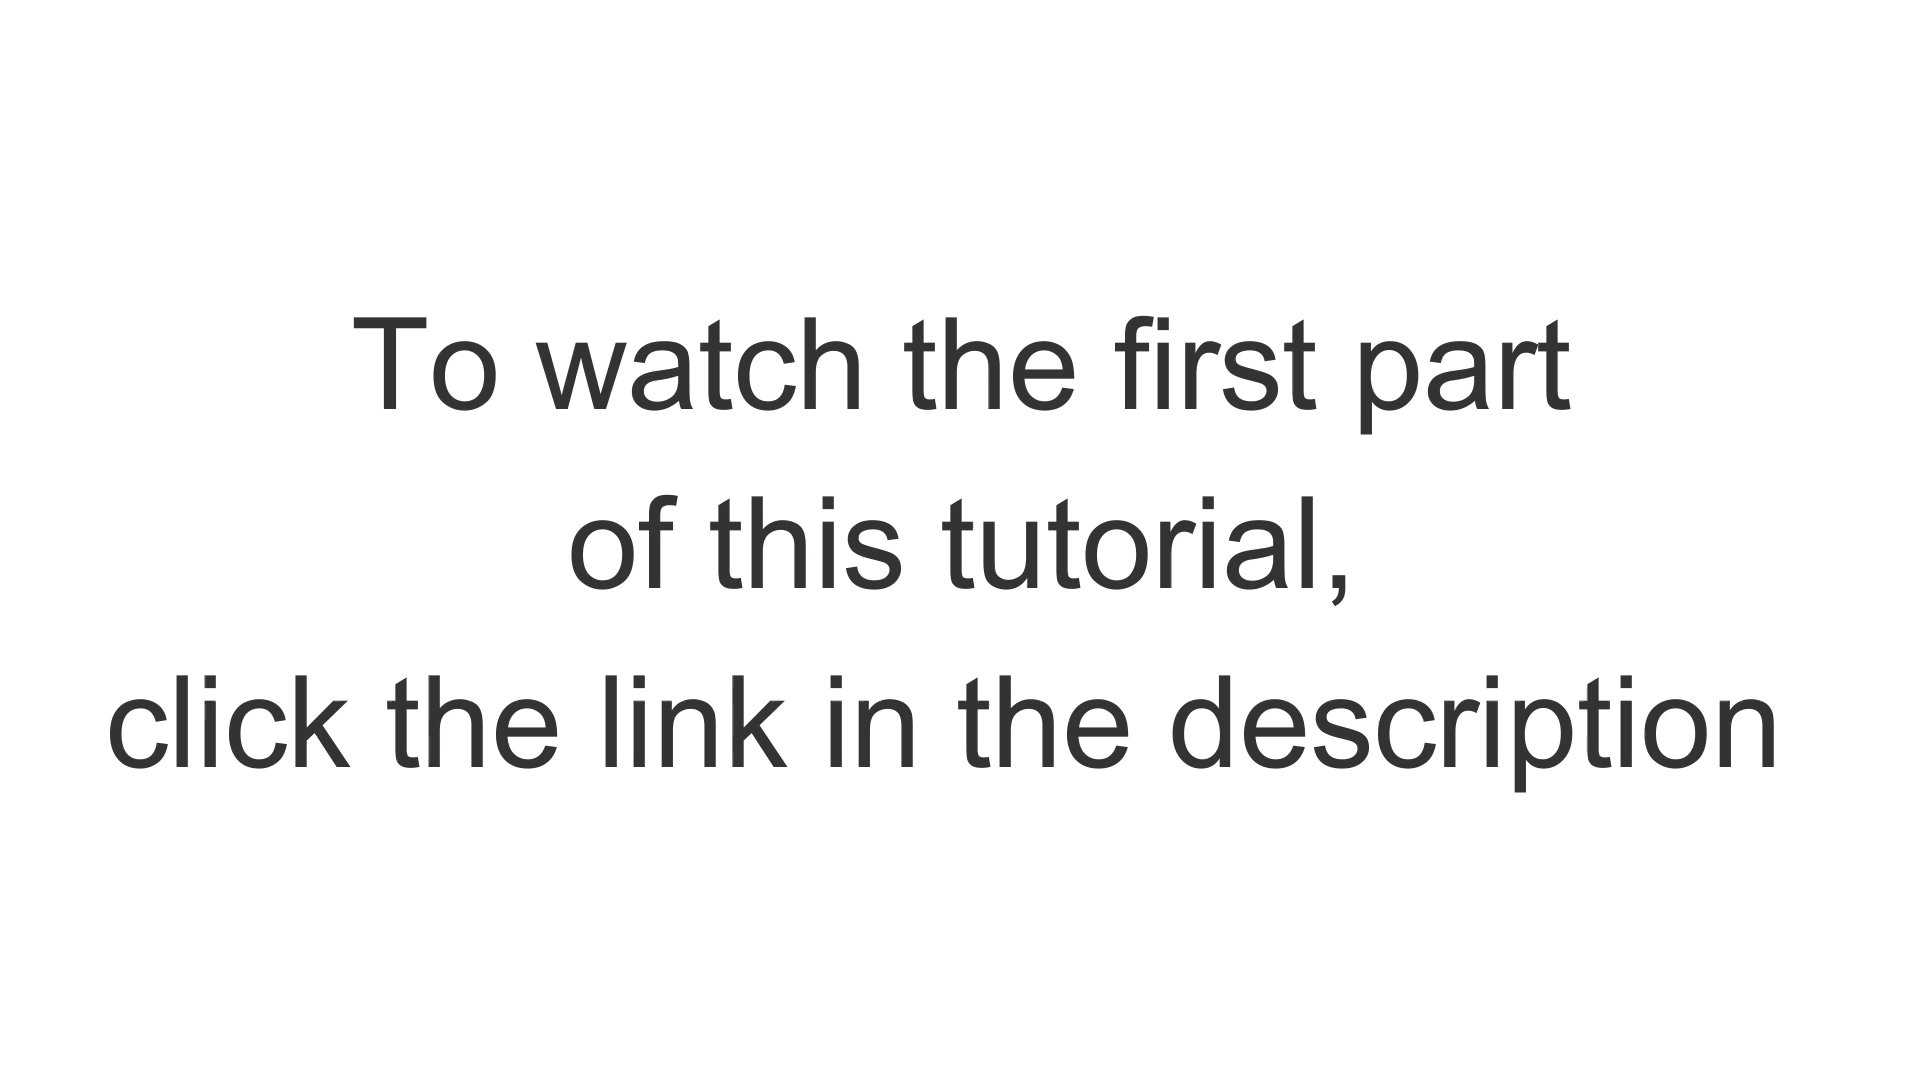 To watch the first part
of this tutorial,
click the link in the description